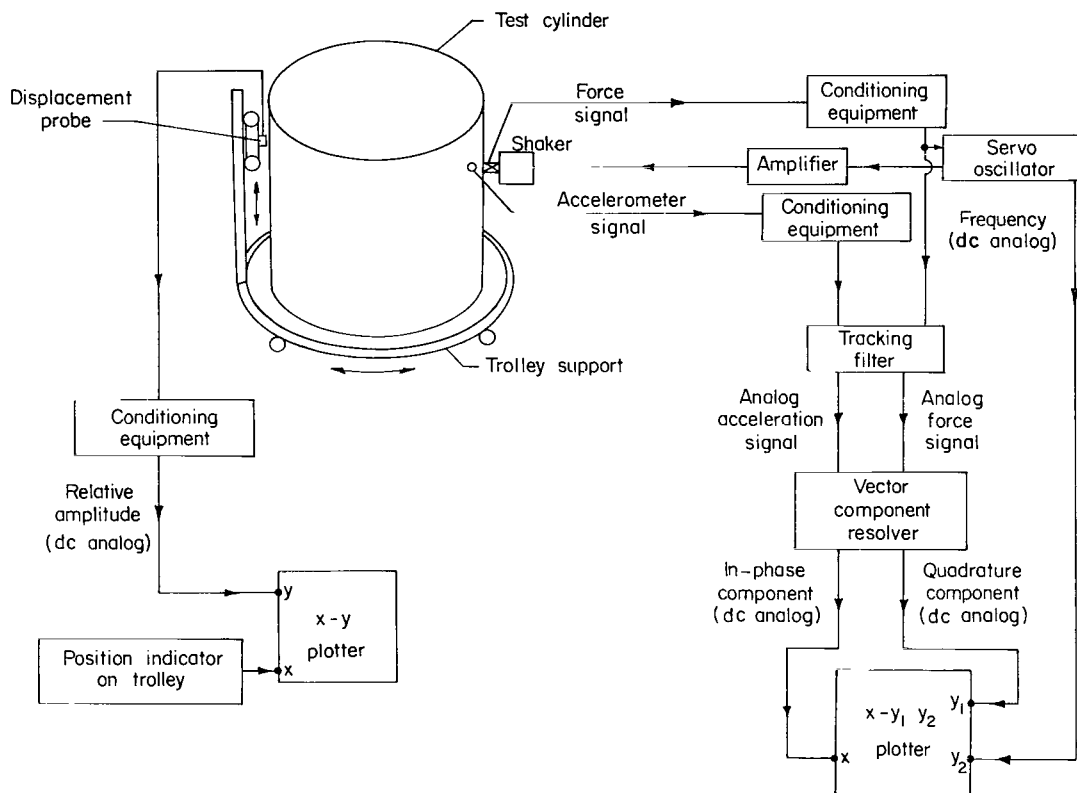 Test cylinder
Displacement
probe
Force
signal
Conditioning
equipment
Shaker
Servo
oscillator
Amplifier
Accelerometer
signal
Conditioning
equipment
Frequency
(dc analog)
Tracking
filter
Trolley support
Analog
acceleration
signal
Analog
force
signal
Conditioning
equipment
Vector
component
resolver
Relative
amplitude
(dc analog)
In-phase
component
(dc analog)
Quadrature
component
(dc analog)
y
x-y
plotter
x
Position indicator
on trolley
x-y₁ y₂
plotter
y₁
x
y₂